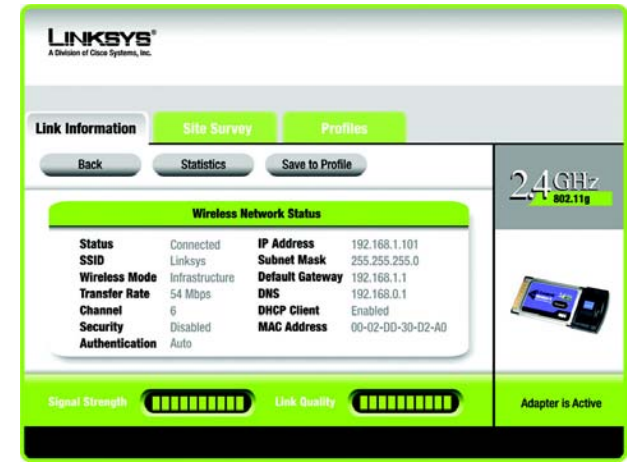 LINKSYS®
A Division of Cisco Systems, Inc.
Link Information Site Survey Profiles
Back Statistics Save to Profile
2.4 GHz
802.11g
Wireless Network Status
Status Connected IP Address 192.168.1.101
SSID Linksys Subnet Mask 255.255.255.0
Wireless Mode Infrastructure Default Gateway 192.168.1.1
Transfer Rate 54 Mbps DNS 192.168.0.1
Channel 6 DHCP Client Enabled
Security Disabled MAC Address 00-02-DD-30-D2-A0
Authentication Auto
Signal Strength Link Quality Adapter is Active